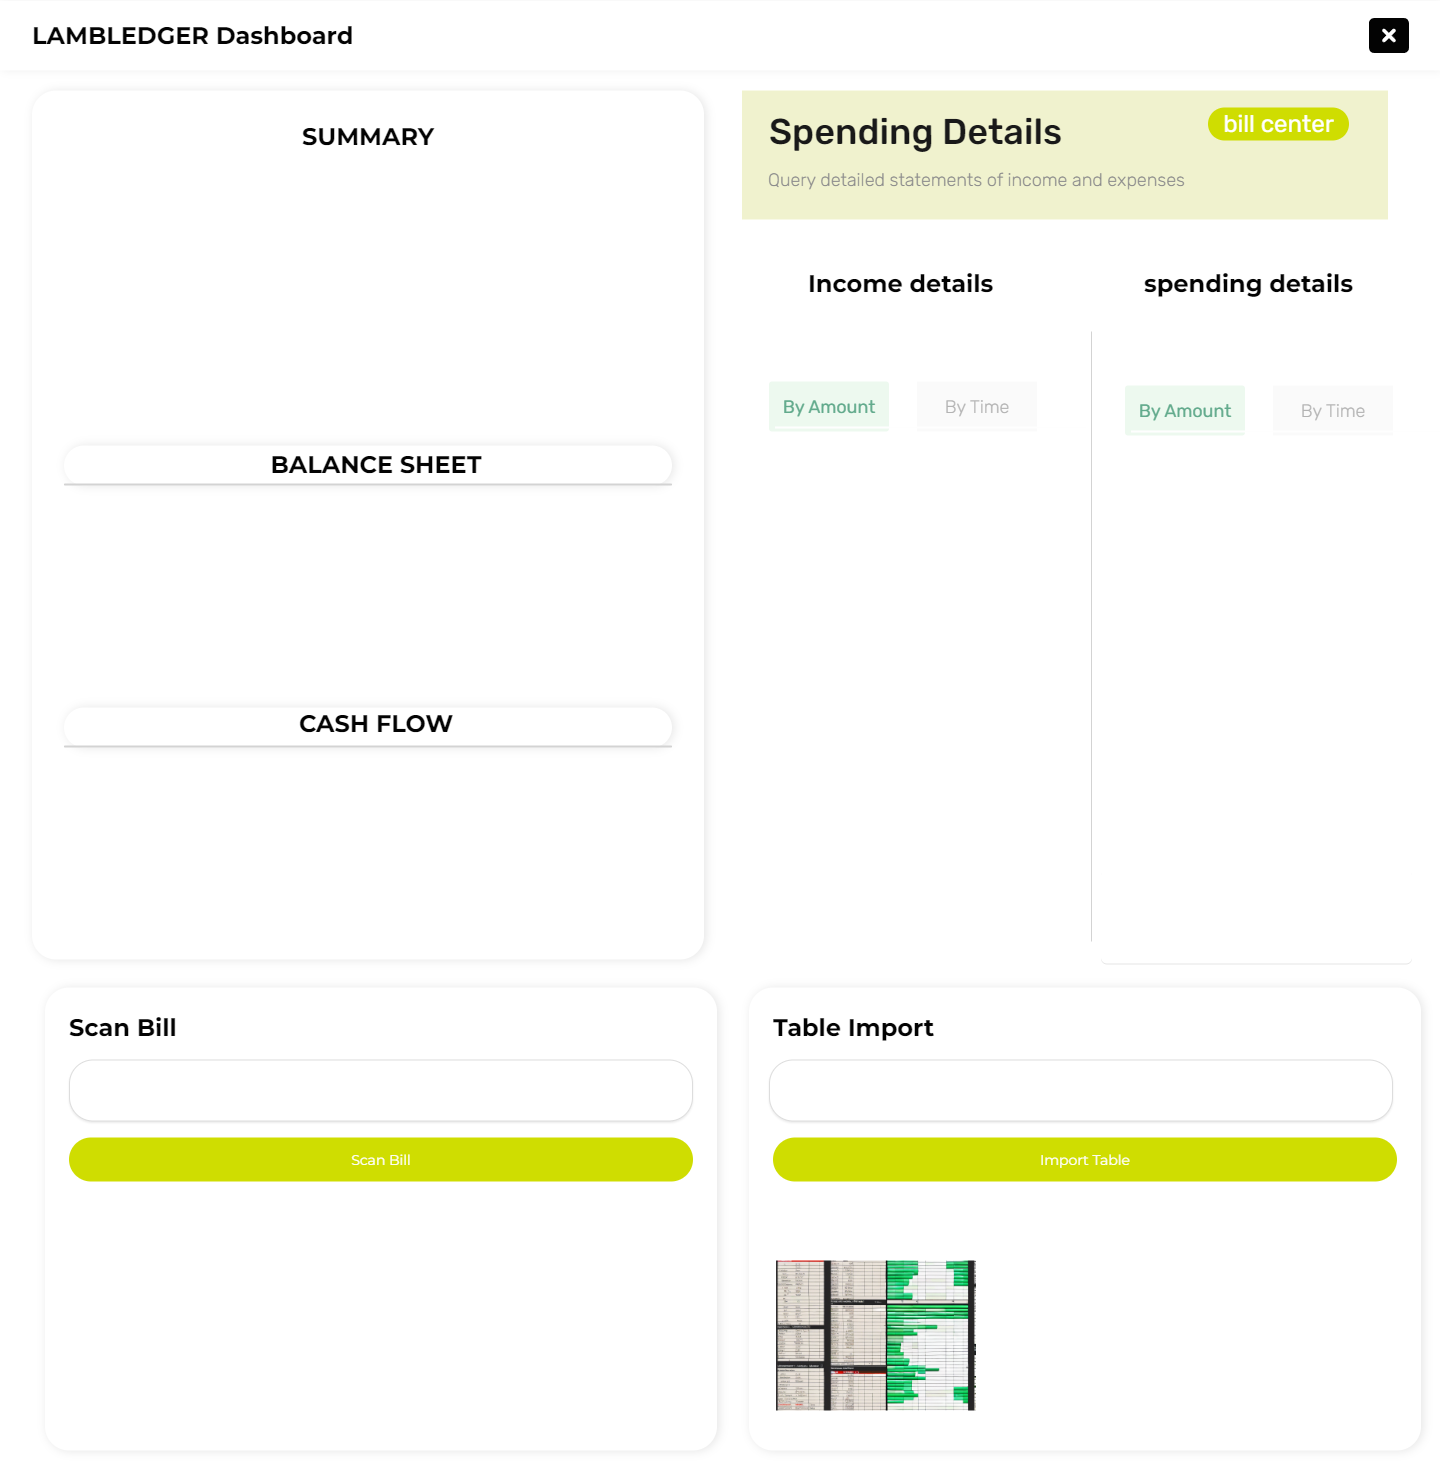 LAMBLEDGER Dashboard
SUMMARY
BALANCE SHEET
CASH FLOW
Spending Details
bill center
Query detailed statements of income and expenses
Income details
spending details
By Amount
By Time
By Amount
By Time
Scan Bill
Scan Bill
Table Import
Import Table